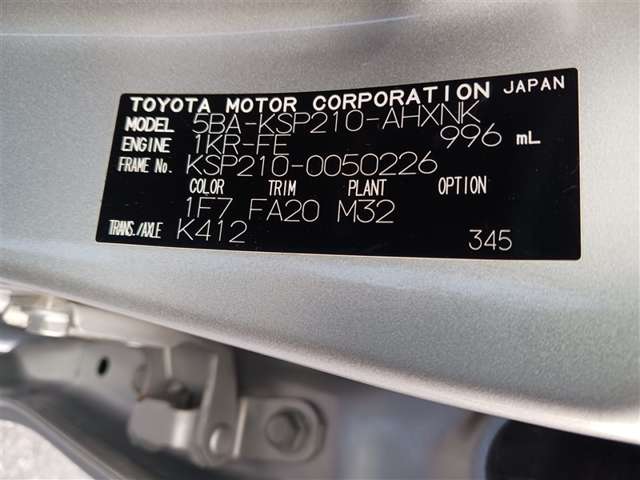 TOYOTA MOTOR CORPORATION JAPAN
MODEL 5BA-KSP210-AHXNK
ENGINE 1KR-FE 996 mL
FRAME No. KSP210-0050226
COLOR TRIM PLANT OPTION
1F7 FA20 M32
TRANS./AXLE K412 345